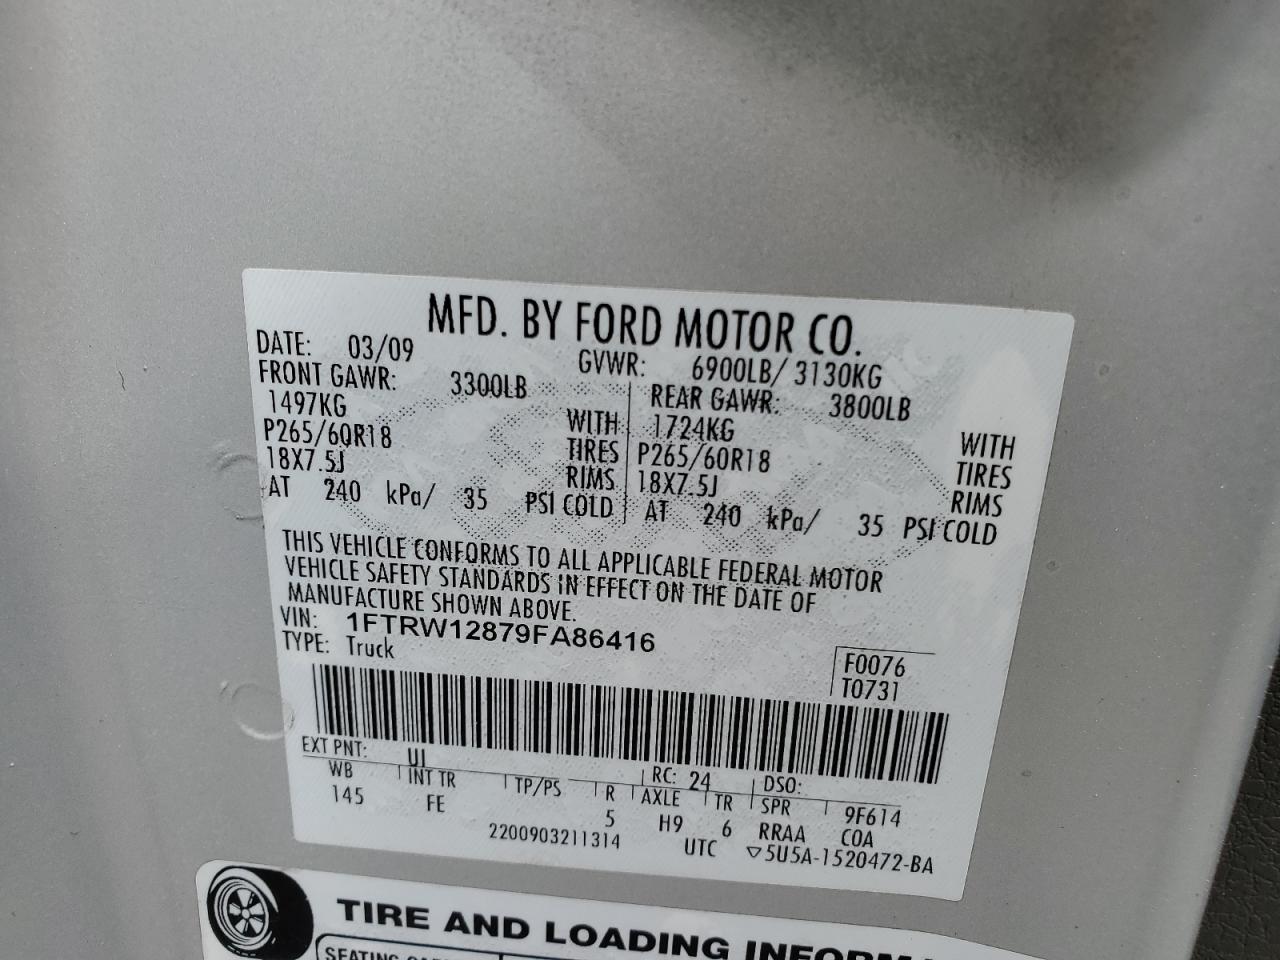 MFD. BY FORD MOTOR CO.
DATE: 03/09 GVWR: 6900LB/ 3130KG
FRONT GAWR: 3300LB REAR GAWR: 3800LB
1497KG WITH 1724KG WITH
P265/60R18 TIRES P265/60R18 TIRES
18X7.5J RIMS 18X7.5J RIMS
AT 240 kPa/ 35 PSI COLD AT 240 kPa/ 35 PSI COLD
THIS VEHICLE CONFORMS TO ALL APPLICABLE FEDERAL MOTOR
VEHICLE SAFETY STANDARDS IN EFFECT ON THE DATE OF
MANUFACTURE SHOWN ABOVE.
VIN: 1FTRW12879FA86416
TYPE: Truck
F0076
T0731
EXT PNT: UI RC: 24 DSO:
WB INT TR TP/PS R AXLE TR SPR 9F614
145 FE 5 H9 6 RRAA COA
2200903211314 UTC ▽5U5A-1520472-BA
TIRE AND LOADING
SEATING